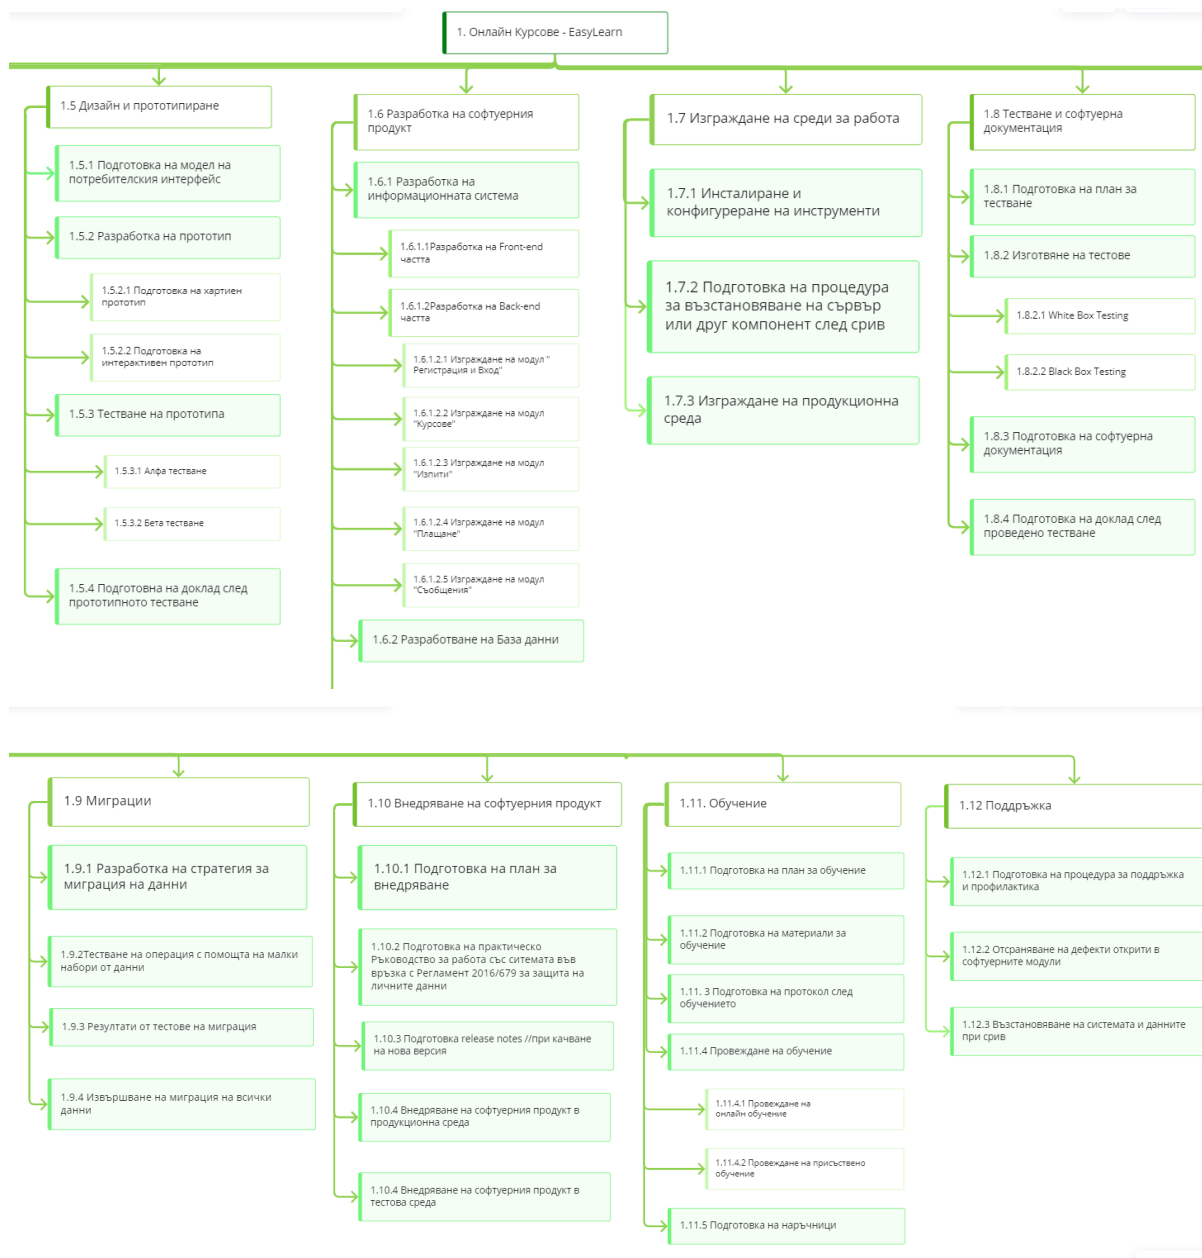 1. Онлайн Курсове - EasyLearn
1.5 Дизайн и прототипиране
1.5.1 Подготовка на модел на
потребителския интерфейс
1.5.2 Разработка на прототип
1.5.2.1 Подготовка на хартиен
прототип
1.5.2.2 Подготовка на
интерактивен прототип
1.5.3 Тестване на прототипа
1.5.3.1 Алфа тестване
1.5.3.2 Бета тестване
1.5.4 Подготовна на доклад след
прототипното тестване
1.6 Разработка на софтуерния
продукт
1.6.1 Разработка на
информационната система
1.6.1.1Разработка на Front-end
частта
1.6.1.2Разработка на Back-end
частта
1.6.1.2.1 Изграждане на модул "
Регистрация и Вход"
1.6.1.2.2 Изграждане на модул
"Курсове"
1.6.1.2.3 Изграждане на модул
"Изпити"
1.6.1.2.4 Изграждане на модул
"Плащане"
1.6.1.2.5 Изграждане на модул
"Съобщения"
1.6.2 Разработване на База данни
1.7 Изграждане на среди за работа
1.7.1 Инсталиране и
конфигуреране на инструменти
1.7.2 Подготовка на процедура
за възстановяване на сървър
или друг компонент след срив
1.7.3 Изграждане на продукционна
среда
1.8 Тестване и софтуерна
документация
1.8.1 Подготовка на план за
тестване
1.8.2 Изготвяне на тестове
1.8.2.1 White Box Testing
1.8.2.2 Black Box Testing
1.8.3 Подготовка на софтуерна
документация
1.8.4 Подготовка на доклад след
проведено тестване
1.9 Миграции
1.9.1 Разработка на стратегия за
миграция на данни
1.9.2Тестване на операция с помощта на малки
набори от данни
1.9.3 Резултати от тестове на миграция
1.9.4 Извършване на миграция на всички
данни
1.10 Внедряване на софтуерния продукт
1.10.1 Подготовка на план за
внедряване
1.10.2 Подготовка на практическо
Ръководство за работа със ситемата във
връзка с Регламент 2016/679 за защита на
личните данни
1.10.3 Подготовка release notes //при качване
на нова версия
1.10.4 Внедряване на софтуерния продукт в
продукционна среда
1.10.4 Внедряване на софтуерния продукт в
тестова среда
1.11. Обучение
1.11.1 Подготовка на план за обучение
1.11.2 Подготовка на материали за
обучение
1.11. 3 Подготовка на протокол след
обучението
1.11.4 Провеждане на обучение
1.11.4.1 Провеждане на
онлайн обучение
1.11.4.2 Провеждане на присъствено
обучение
1.11.5 Подготовка на наръчници
1.12 Поддръжка
1.12.1 Подготовка на процедура за поддръжка
и профилактика
1.12.2 Отсраняване на дефекти открити в
софтуерните модули
1.12.3 Възстановяване на системата и данните
при срив